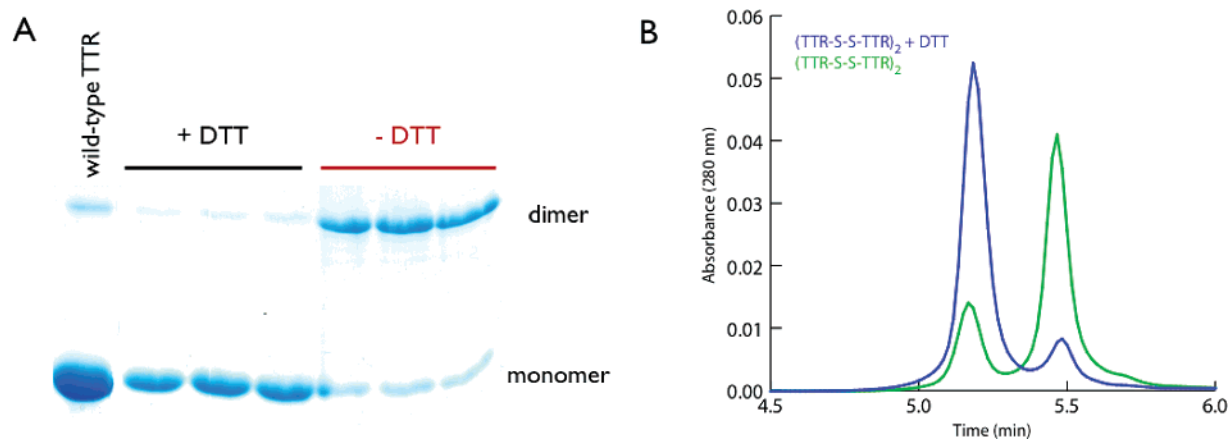 A
wild-type TTR
+ DTT
- DTT
dimer
monomer
B
(TTR-S-S-TTR)2 + DTT
(TTR-S-S-TTR)2
Absorbance (280 nm)
0.06
0.05
0.04
0.03
0.02
0.01
0.00
4.5
5.0
5.5
6.0
Time (min)